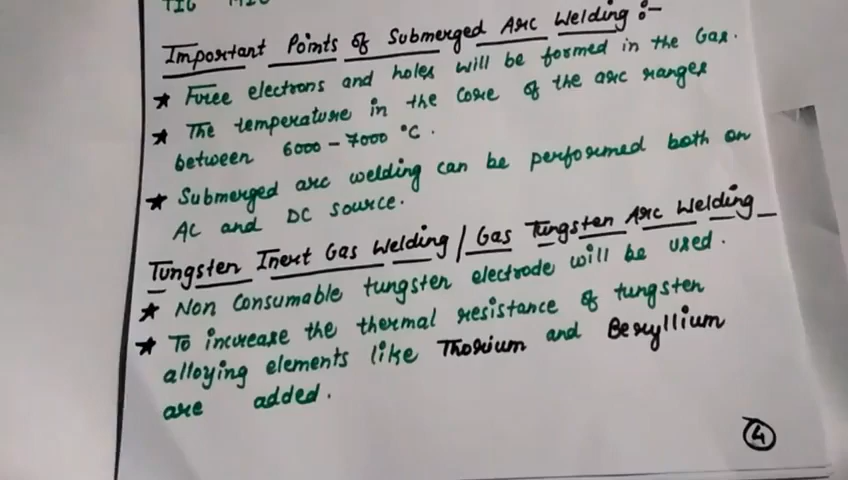 TIG MIG
Important Points of Submerged Arc Welding :-
★ Free electrons and holes will be formed in the Gas.
★ The temperature in the core of the arc ranges
between 6000 - 7000 °C.
★ Submerged arc welding can be performed both on
AC and DC source.
Tungsten Inert Gas Welding / Gas Tungsten Arc Welding
★ Non Consumable tungsten electrode will be used.
★ To increase the thermal resistance of tungsten
alloying elements like Thorium and Beryllium
are added.
4